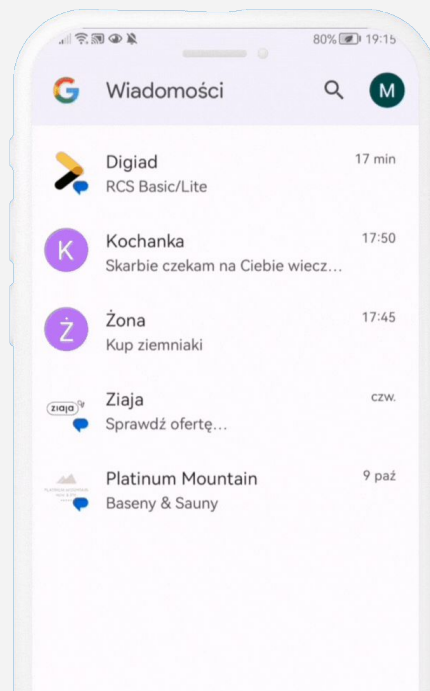 80% 19:15
G Wiadomości M
Digiad 17 min
RCS Basic/Lite
K Kochanka 17:50
Skarbie czekam na Ciebie wiecz...
Ż Żona 17:45
Kup ziemniaki
ziaja Ziaja czw.
Sprawdź ofertę...
Platinum Mountain 9 paź
Baseny & Sauny